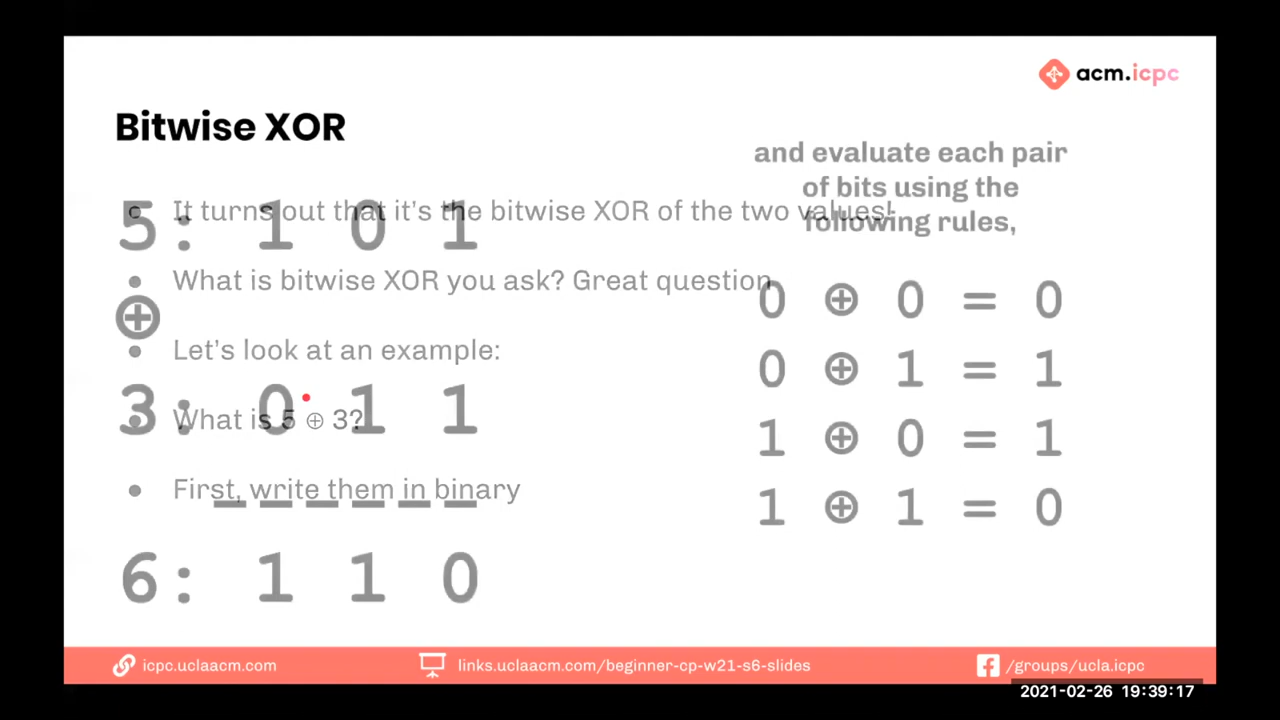 acm.icpc
Bitwise XOR
It turns out that it's the bitwise XOR of the two values!
What is bitwise XOR you ask? Great question
Let's look at an example:
What is 5 ⊕ 3?
First, write them in binary
5: 1 0 1
⊕
3: 0 1 1
6: 1 1 0
and evaluate each pair
of bits using the
following rules,
0 ⊕ 0 = 0
0 ⊕ 1 = 1
1 ⊕ 0 = 1
1 ⊕ 1 = 0
icpc.uclaacm.com
links.uclaacm.com/beginner-cp-w21-s6-slides
/groups/ucla.icpc
2021-02-26 19:39:17